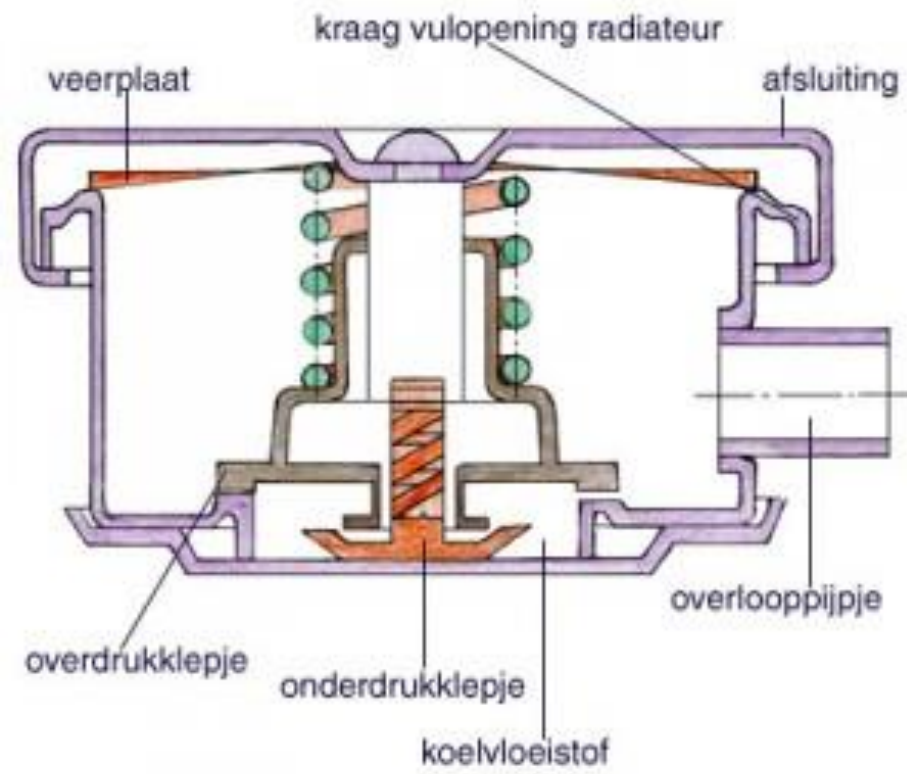 kraag vulopening radiateur
veerplaat
afsluiting
overlooppijpje
overdrukklepje
onderdrukklepje
koelvloeistof